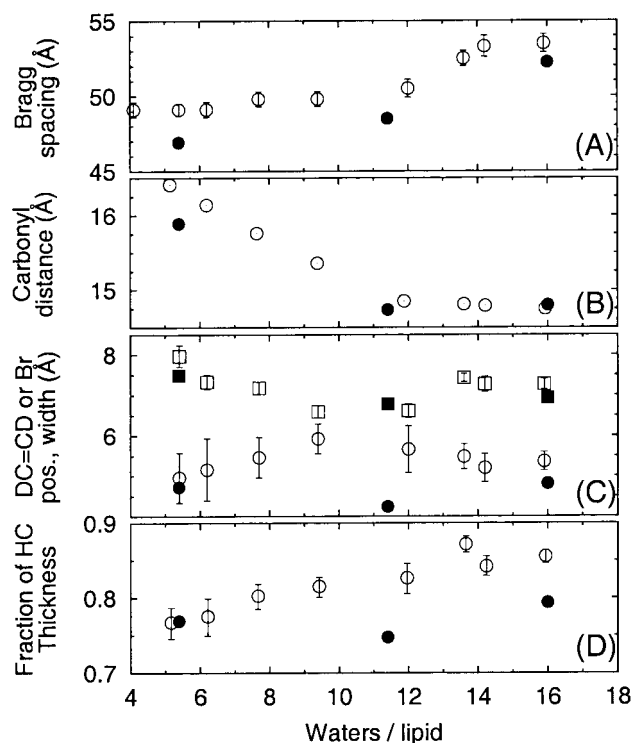 55
50
45
Bragg
spacing (Å)
(A)
16
15
Carbonyl
distance (Å)
(B)
8
6
DC=CD or Br
pos., width (Å)
(C)
0.9
0.8
0.7
Fraction of HC
Thickness
(D)
4 6 8 10 12 14 16 18
Waters / lipid